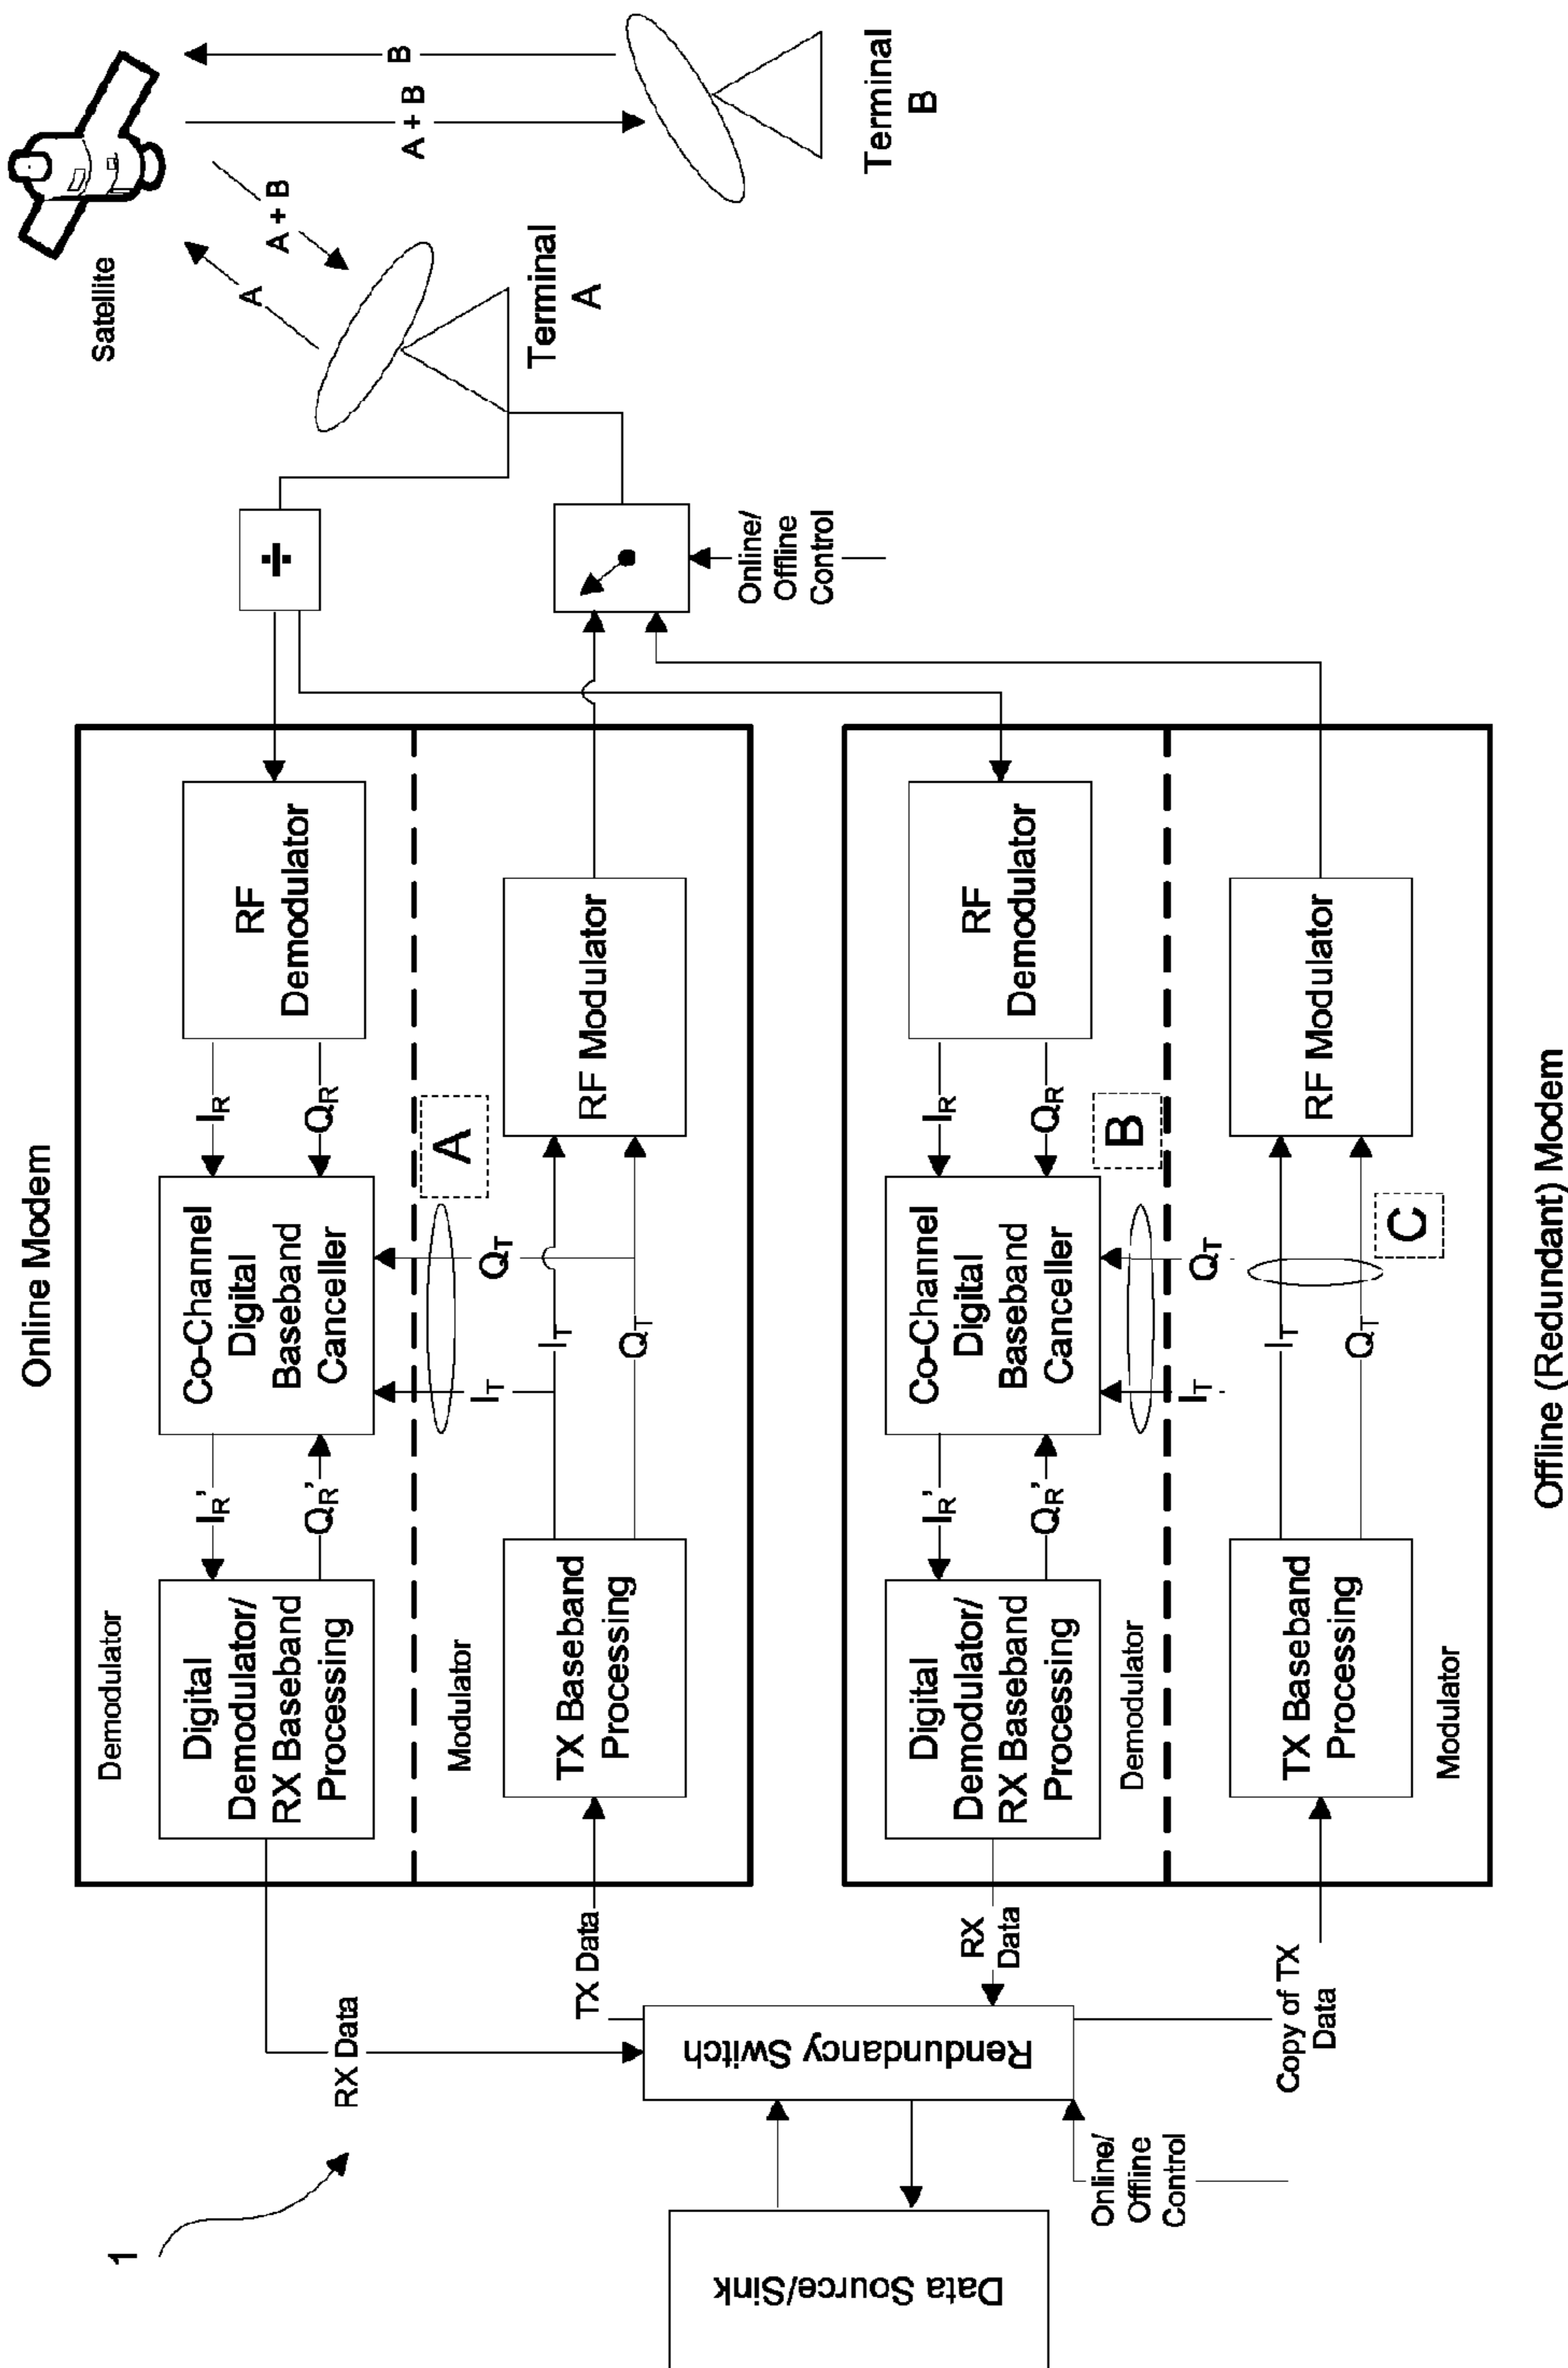 Online Modem
Demodulator
Digital
Demodulator/
RX Baseband
Processing
I_R'
Q_R'
Co-Channel
Digital
Baseband
Canceller
I_R
Q_R
RF
Demodulator
÷
Satellite
A
A + B
A + B
B
Terminal
A
Terminal
B
Modulator
TX Baseband
Processing
I_T
Q_T
I_T
Q_T
A
RF Modulator
Online/
Offline
Control
1
RX Data
TX Data
Rendundancy Switch
Data Source/Sink
RX
Data
Online/
Offline
Control
Copy of TX
Data
Digital
Demodulator/
RX Baseband
Processing
Demodulator
I_R'
Q_R'
Co-Channel
Digital
Baseband
Canceller
I_R
Q_R
RF
Demodulator
I_T
Q_T
B
TX Baseband
Processing
Modulator
I_T
Q_T
C
RF Modulator
Offline (Redundant) Modem